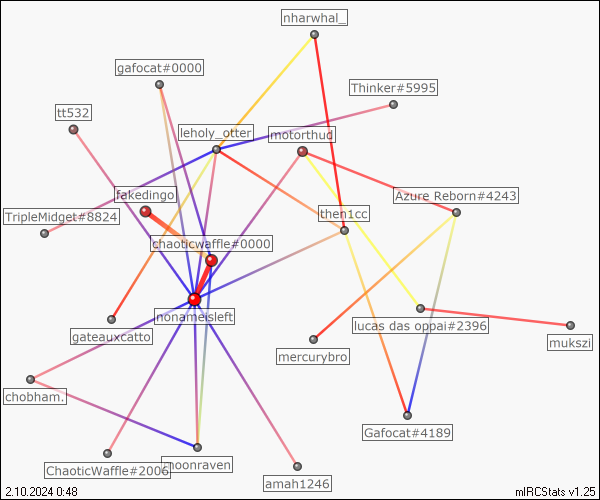 nharwhal_
gafocat#0000
Thinker#5995
tt532
leholy_otter
motorthud
fakedingo
Azure Reborn#4243
TripleMidget#8824
then1cc
chaoticwaffle#0000
nonameisleft
gateauxcatto
lucas das oppai#2396
mukszi
mercurybro
chobham.
Gafocat#4189
ChaoticWaffle#2006
moonraven
amah1246
2.10.2024 0:48
mIRCStats v1.25